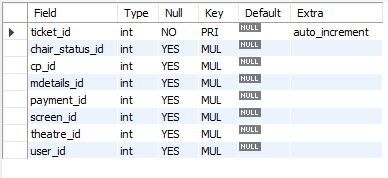 Field Type Null Key Default Extra
ticket_id int NO PRI NULL auto_increment
chair_status_id int YES MUL NULL
cp_id int YES MUL NULL
mdetails_id int YES MUL NULL
payment_id int YES MUL NULL
screen_id int YES MUL NULL
theatre_id int YES MUL NULL
user_id int YES MUL NULL